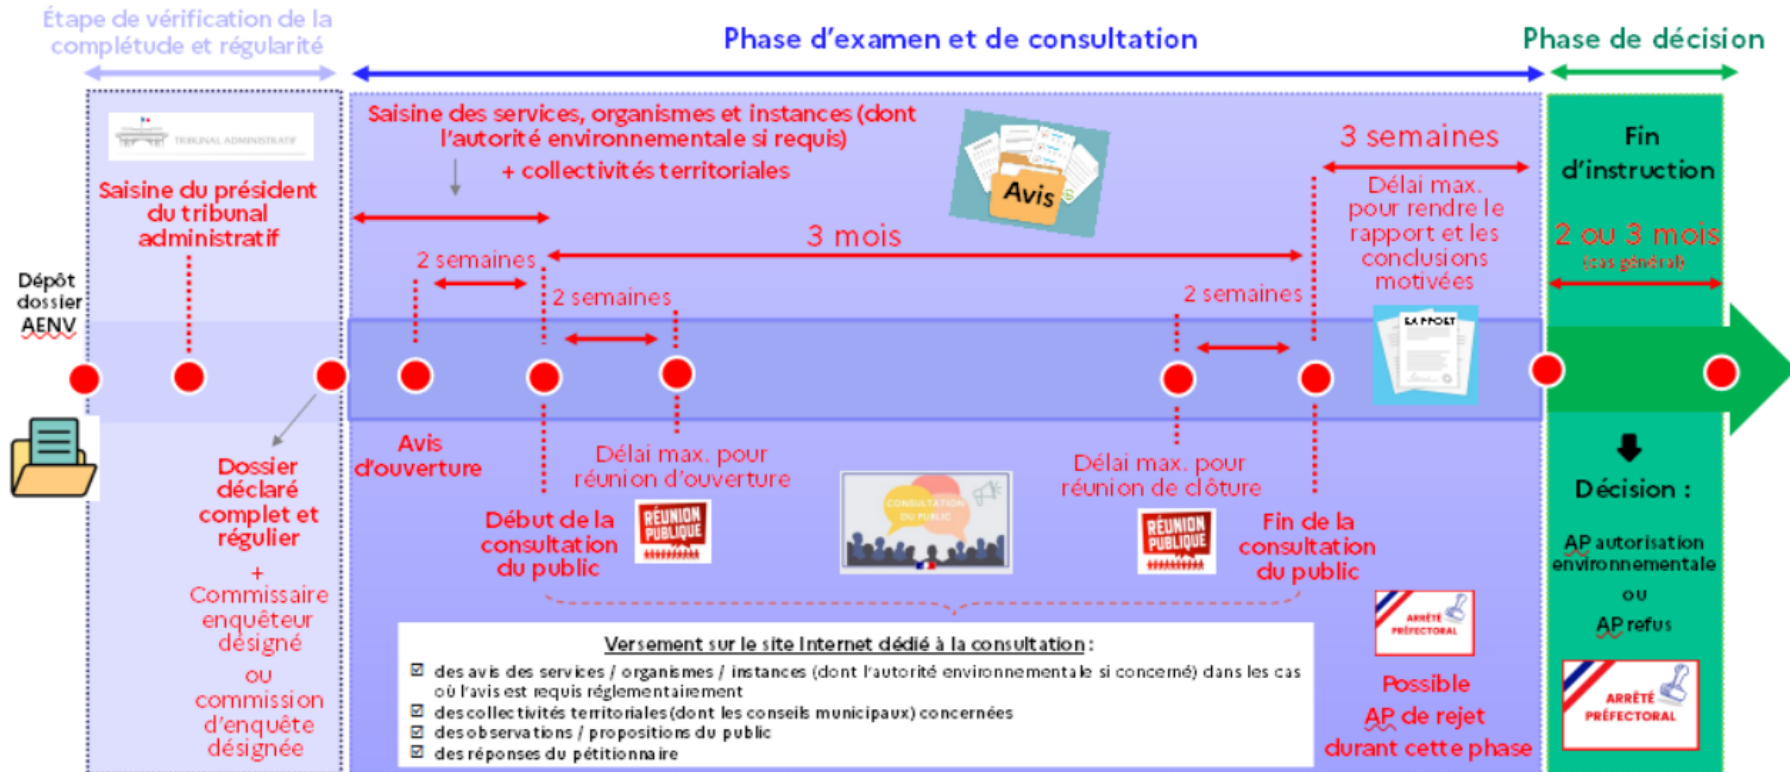 Étape de vérification de la
complétude et régularité
Phase d'examen et de consultation
Phase de décision
TRIBUNAL ADMINISTRATIF
Saisine du président
du tribunal
administratif
Dépôt
dossier
AENV
Dossier
déclaré
complet et
régulier
+
Commissaire
enquêteur
désigné
ou
commission
d'enquête
désignée
Saisine des services, organismes et instances (dont
l'autorité environnementale si requis)
+ collectivités territoriales
Avis
3 semaines
Délai max.
pour rendre le
rapport et les
conclusions
motivées
3 mois
2 semaines
2 semaines
2 semaines
RAPPORT
Avis
d'ouverture
Début de la
consultation
du public
Délai max. pour
réunion d'ouverture
RÉUNION
PUBLIQUE
CONSULTATION
DU PUBLIC
Délai max. pour
réunion de clôture
RÉUNION
PUBLIQUE
Fin de la
consultation
du public
Versement sur le site Internet dédié à la consultation :
des avis des services / organismes / instances (dont l'autorité environnementale si concerné) dans les cas
où l'avis est requis réglementairement
des collectivités territoriales (dont les conseils municipaux) concernées
des observations / propositions du public
des réponses du pétitionnaire
ARRÊTÉ
PRÉFECTORAL
Possible
AP de rejet
durant cette phase
Fin
d'instruction
2 ou 3 mois
(cas général)
Décision :
AP autorisation
environnementale
ou
AP refus
ARRÊTÉ
PRÉFECTORAL